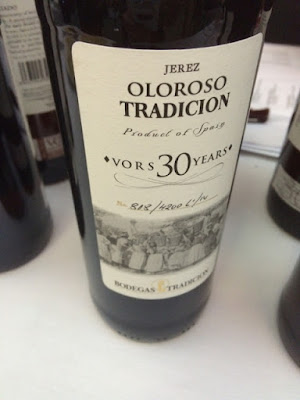 JEREZ
OLOROSO
TRADICION
Product of Spain
VORS 30 YEARS
BODEGAS TRADICION